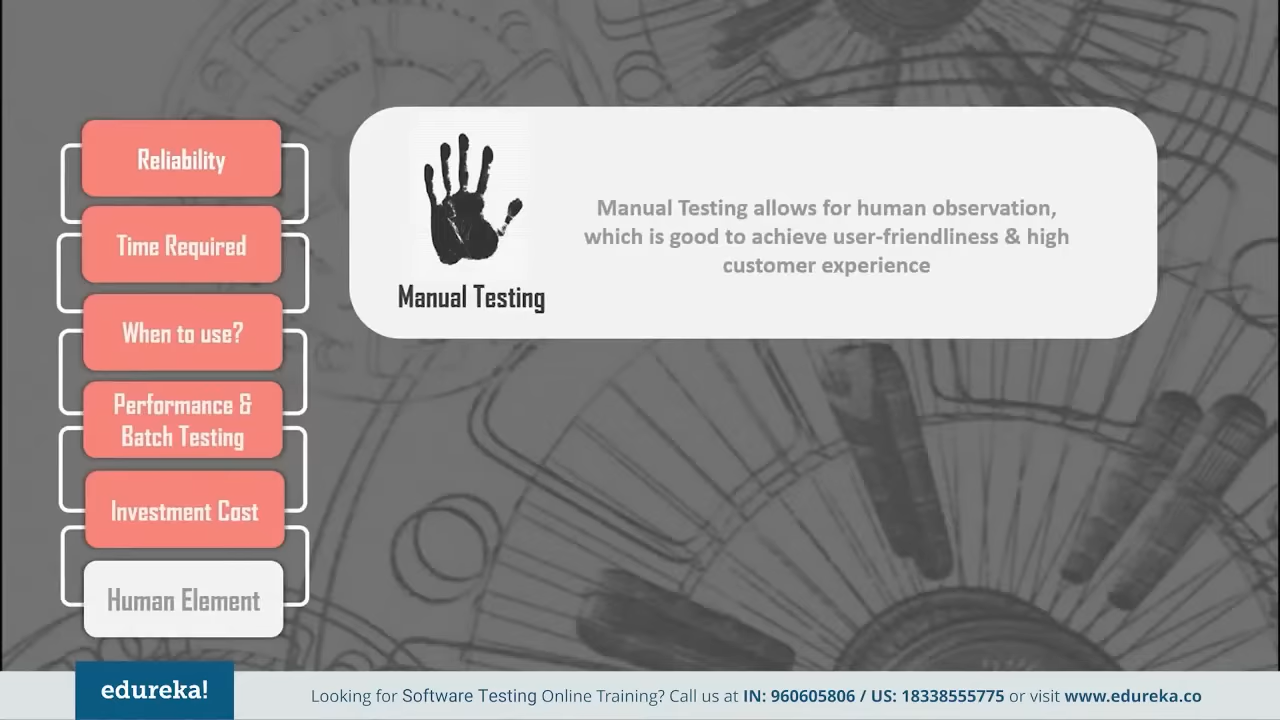 Reliability
Time Required
When to use?
Performance &
Batch Testing
Investment Cost
Human Element
Manual Testing
Manual Testing allows for human observation,
which is good to achieve user-friendliness & high
customer experience
edureka!
Looking for Software Testing Online Training? Call us at IN: 960605806 / US: 18338555775 or visit www.edureka.co